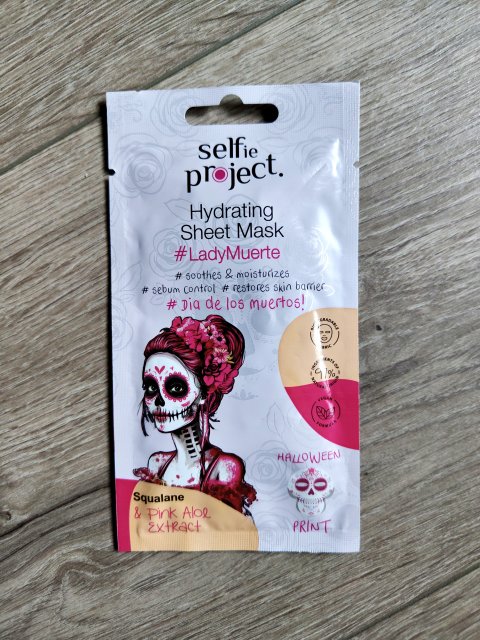 selfie
project.
Hydrating
Sheet Mask
#LadyMuerte
# soothes & moisturizes
# sebum control # restores skin barrier
# Dia de los muertos!
HALLOWEEN
PRINT
Squalane
& Pink Aloe
Extract